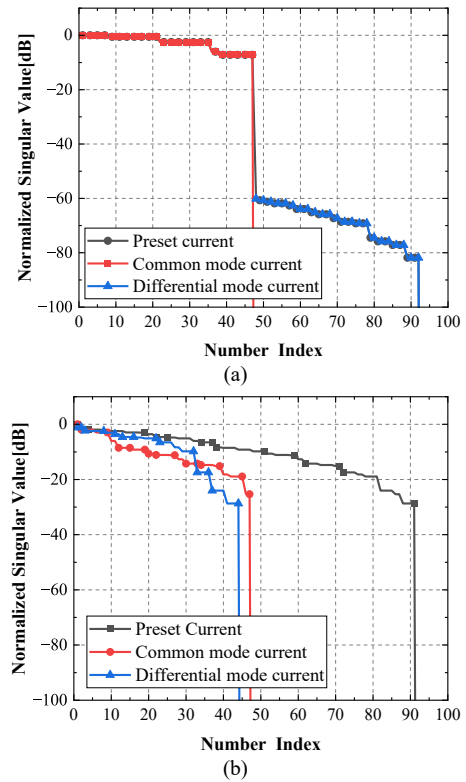 0
−20
−40
−60
−80
−100
Normalized Singular Value[dB]
Preset current
Common mode current
Differential mode current
0 10 20 30 40 50 60 70 80 90 100
Number Index
(a)
0
−20
−40
−60
−80
−100
Normalized Singular Value[dB]
Preset Current
Common mode current
Differential mode current
0 10 20 30 40 50 60 70 80 90 100
Number Index
(b)